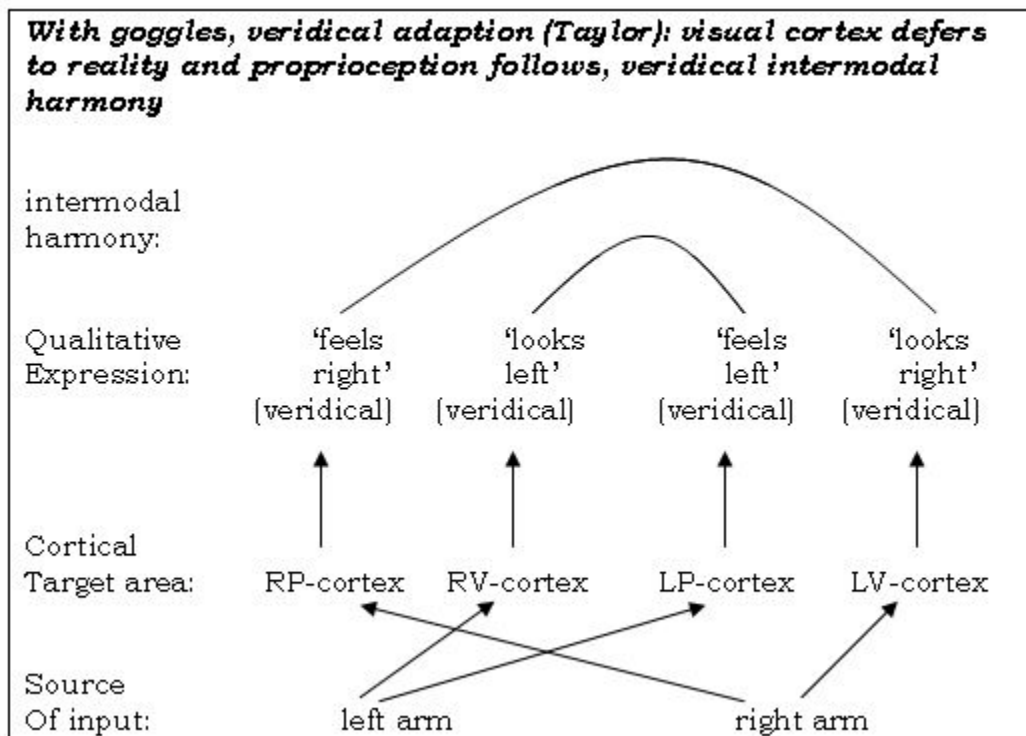 With goggles, veridical adaption (Taylor): visual cortex defers
to reality and proprioception follows, veridical intermodal
harmony
intermodal
harmony:
Qualitative ‘feels ‘looks ‘feels ‘looks
Expression: right’ left’ left’ right’
(veridical) (veridical) (veridical) (veridical)
Cortical
Target area: RP-cortex RV-cortex LP-cortex LV-cortex
Source
Of input: left arm right arm